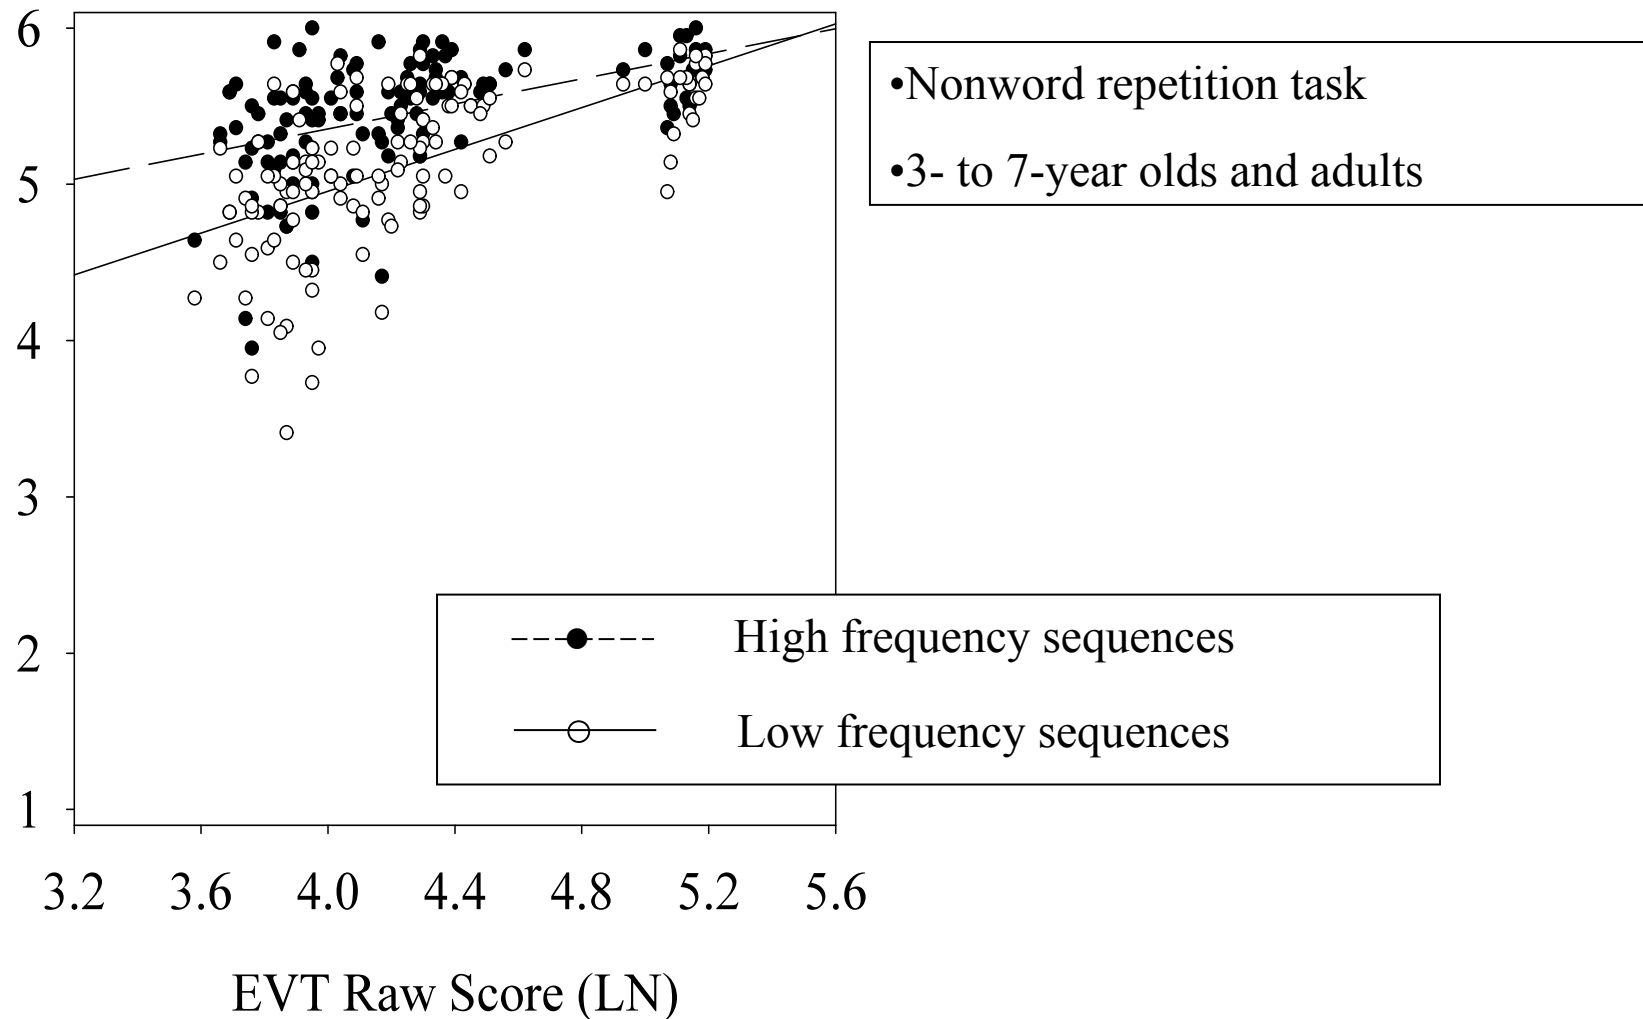 6
5
4
3
2
1
3.2 3.6 4.0 4.4 4.8 5.2 5.6
EVT Raw Score (LN)
•Nonword repetition task
•3- to 7-year olds and adults
High frequency sequences
Low frequency sequences